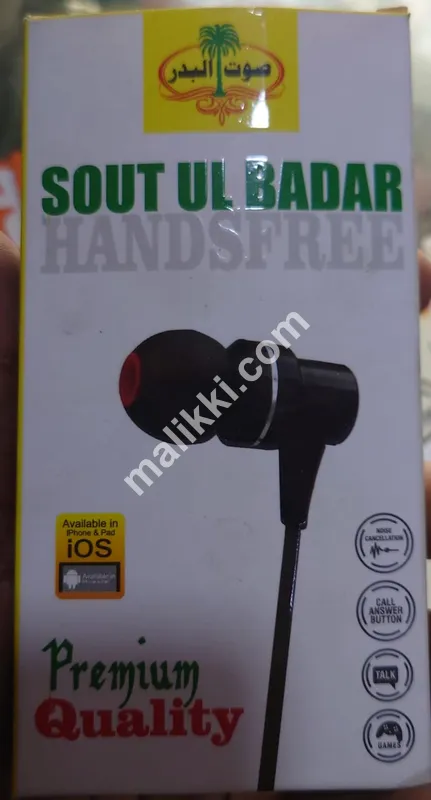 صوت البدر
SOUT UL BADAR
HANDSFREE
malikki.com
Available in
IPhone & Pad
iOS
NOISE
CANCELLATION
CALL
ANSWER
BUTTON
TALK
GAMES
Premium
Quality